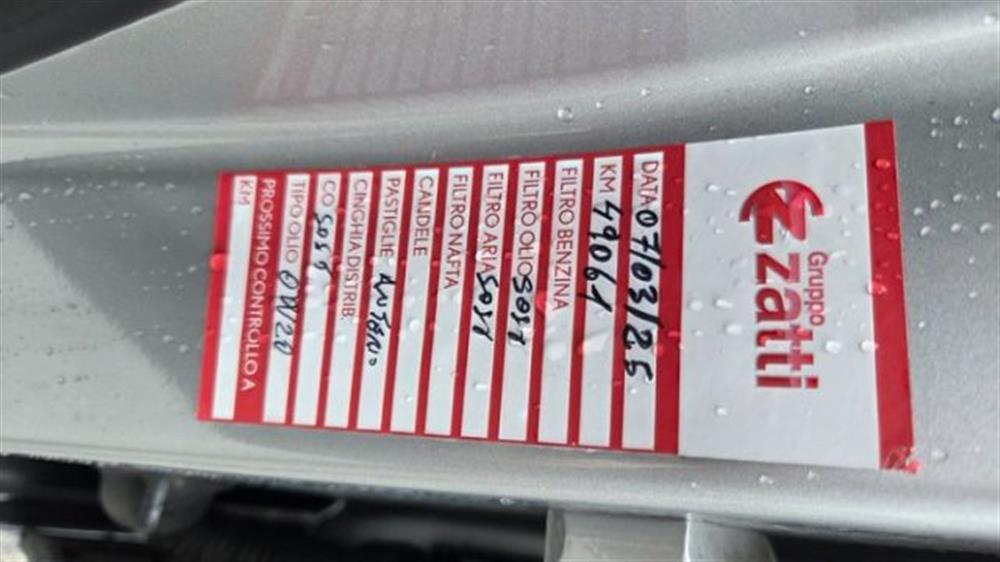 Gruppo
zatti
DATA 07/03/25
KM 49061
FILTRO BENZINA
FILTRO OLIO SOST
FILTRO ARIA SOST
FILTRO NAFTA
CANDELE
PASTIGLIE ANTERIO
CINGHIA DISTRIB.
CO SOST
TIPO OLIO 0W20
PROSSIMO CONTROLLO A
KM